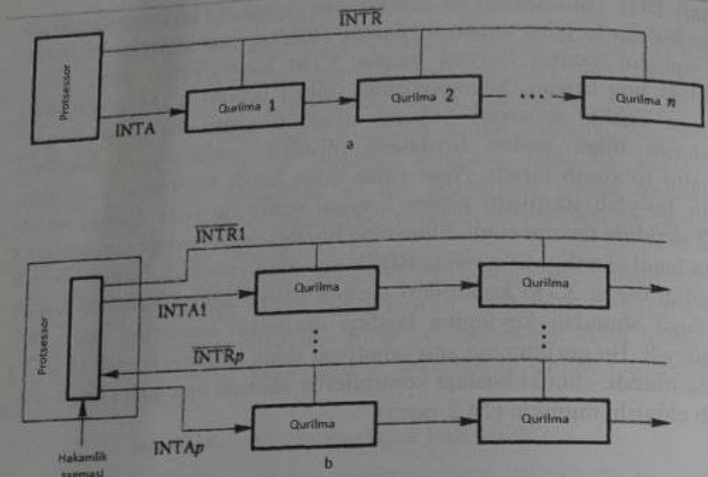 INTR
Protsessor
Qurilma 1
Qurilma 2
...
Qurilma n
INTA
a
INTR1
Protsessor
Qurilma
Qurilma
INTA1
INTRp
Qurilma
Qurilma
INTAp
b
Hakamlik
sxemasi